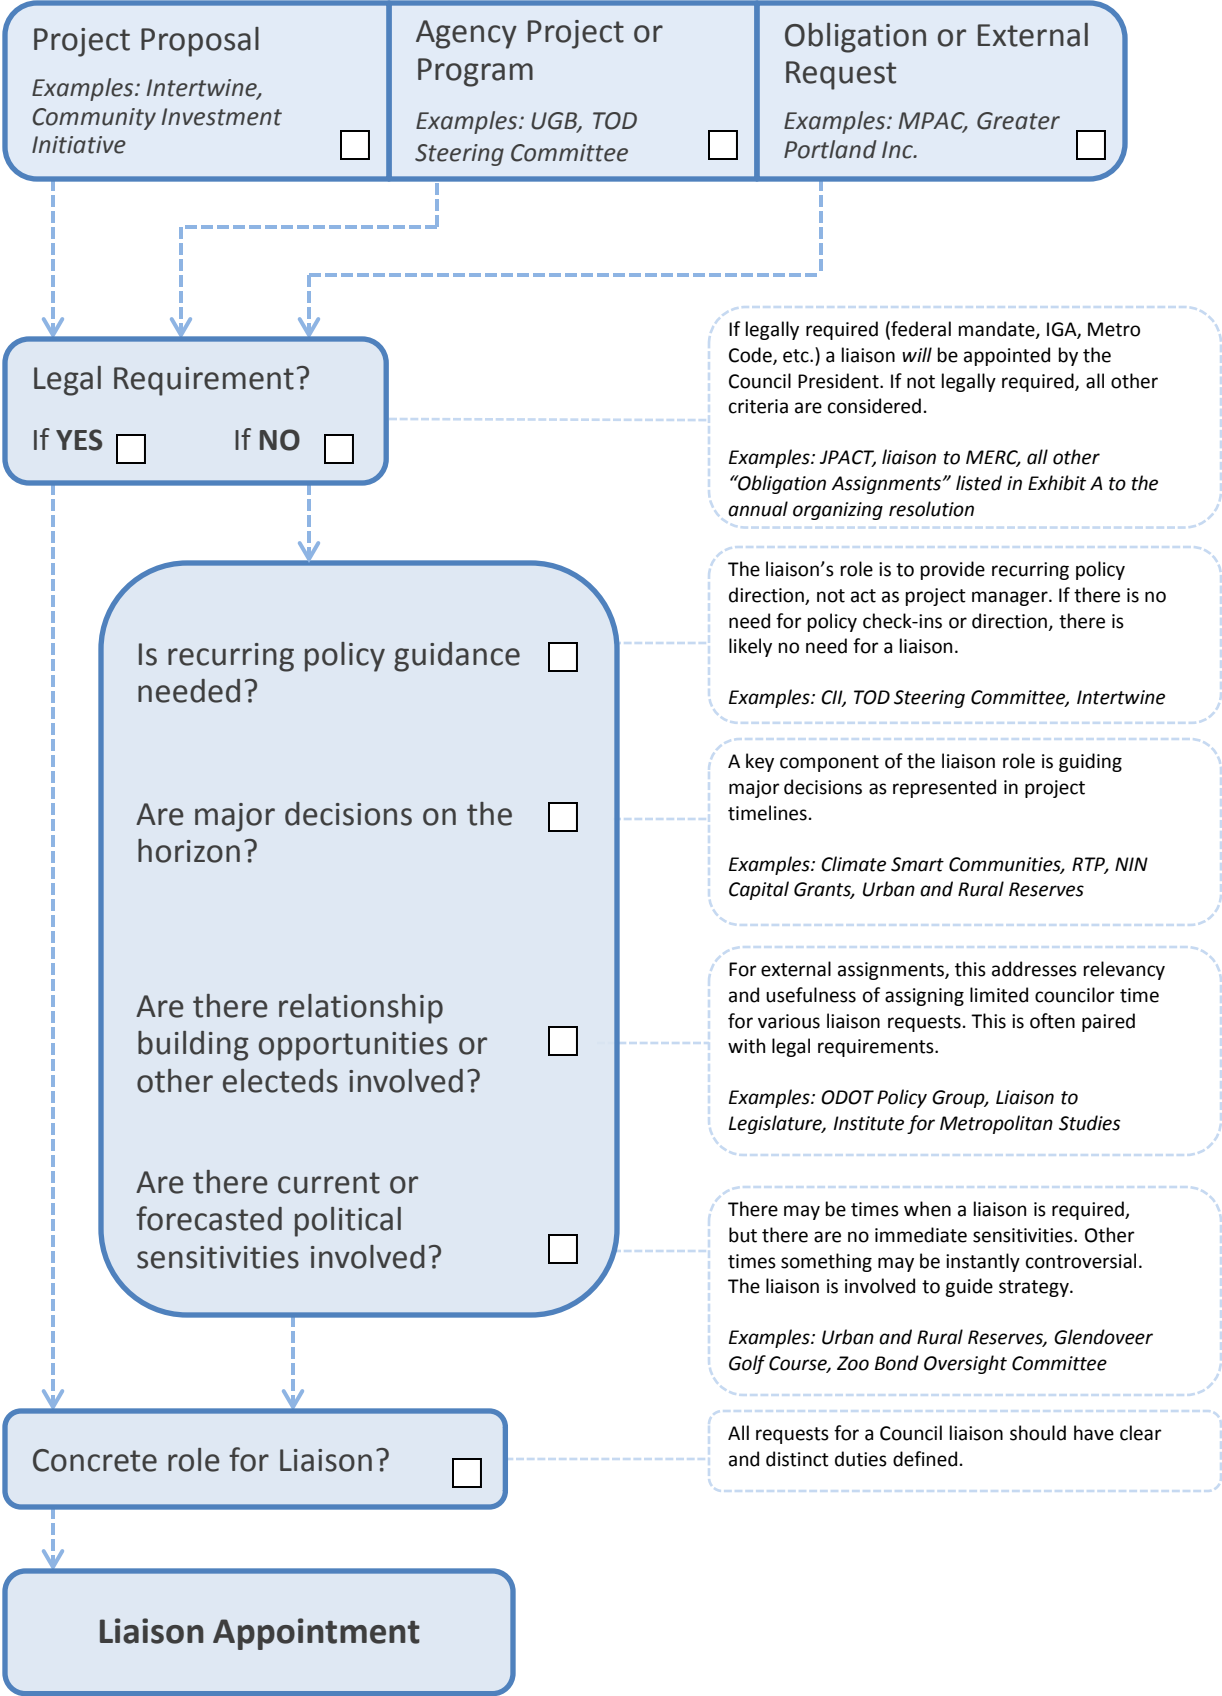 Project Proposal
Examples: Intertwine,
Community Investment
Initiative
Agency Project or
Program
Examples: UGB, TOD
Steering Committee
Obligation or External
Request
Examples: MPAC, Greater
Portland Inc.
Legal Requirement?
If YES
If NO
If legally required (federal mandate, IGA, Metro
Code, etc.) a liaison will be appointed by the
Council President. If not legally required, all other
criteria are considered.
Examples: JPACT, liaison to MERC, all other
“Obligation Assignments” listed in Exhibit A to the
annual organizing resolution
Is recurring policy guidance
needed?
The liaison’s role is to provide recurring policy
direction, not act as project manager. If there is no
need for policy check-ins or direction, there is
likely no need for a liaison.
Examples: CII, TOD Steering Committee, Intertwine
Are major decisions on the
horizon?
A key component of the liaison role is guiding
major decisions as represented in project
timelines.
Examples: Climate Smart Communities, RTP, NIN
Capital Grants, Urban and Rural Reserves
Are there relationship
building opportunities or
other electeds involved?
For external assignments, this addresses relevancy
and usefulness of assigning limited councilor time
for various liaison requests. This is often paired
with legal requirements.
Examples: ODOT Policy Group, Liaison to
Legislature, Institute for Metropolitan Studies
Are there current or
forecasted political
sensitivities involved?
There may be times when a liaison is required,
but there are no immediate sensitivities. Other
times something may be instantly controversial.
The liaison is involved to guide strategy.
Examples: Urban and Rural Reserves, Glendoveer
Golf Course, Zoo Bond Oversight Committee
Concrete role for Liaison?
All requests for a Council liaison should have clear
and distinct duties defined.
Liaison Appointment